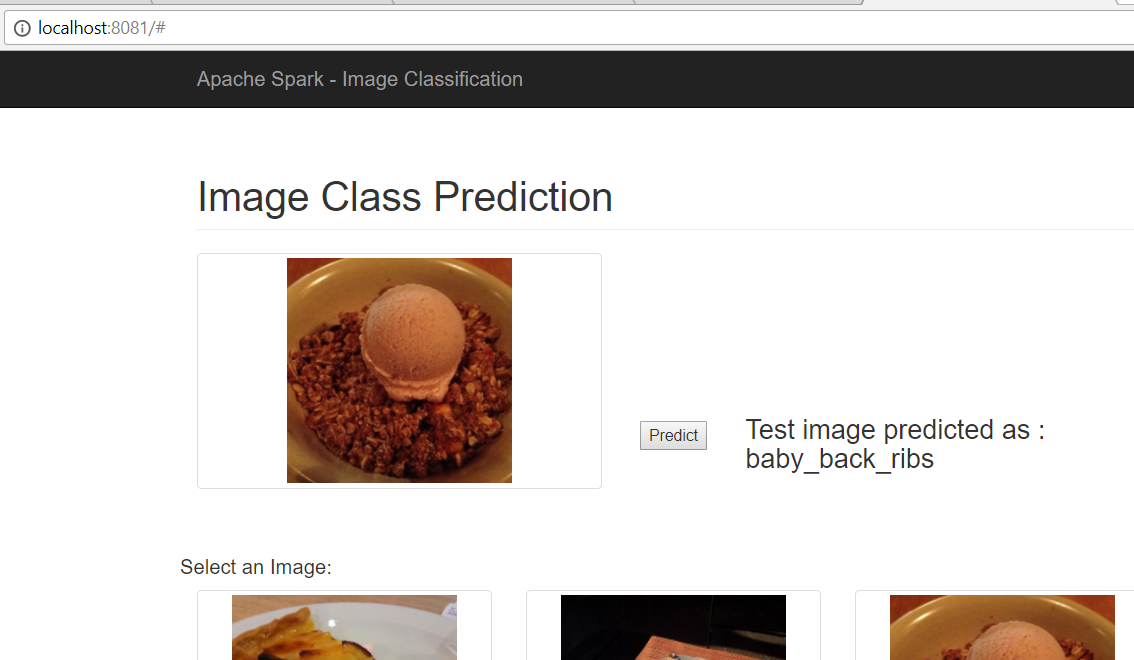 localhost:8081/#
Apache Spark - Image Classification
Image Class Prediction
Predict
Test image predicted as :
baby_back_ribs
Select an Image: